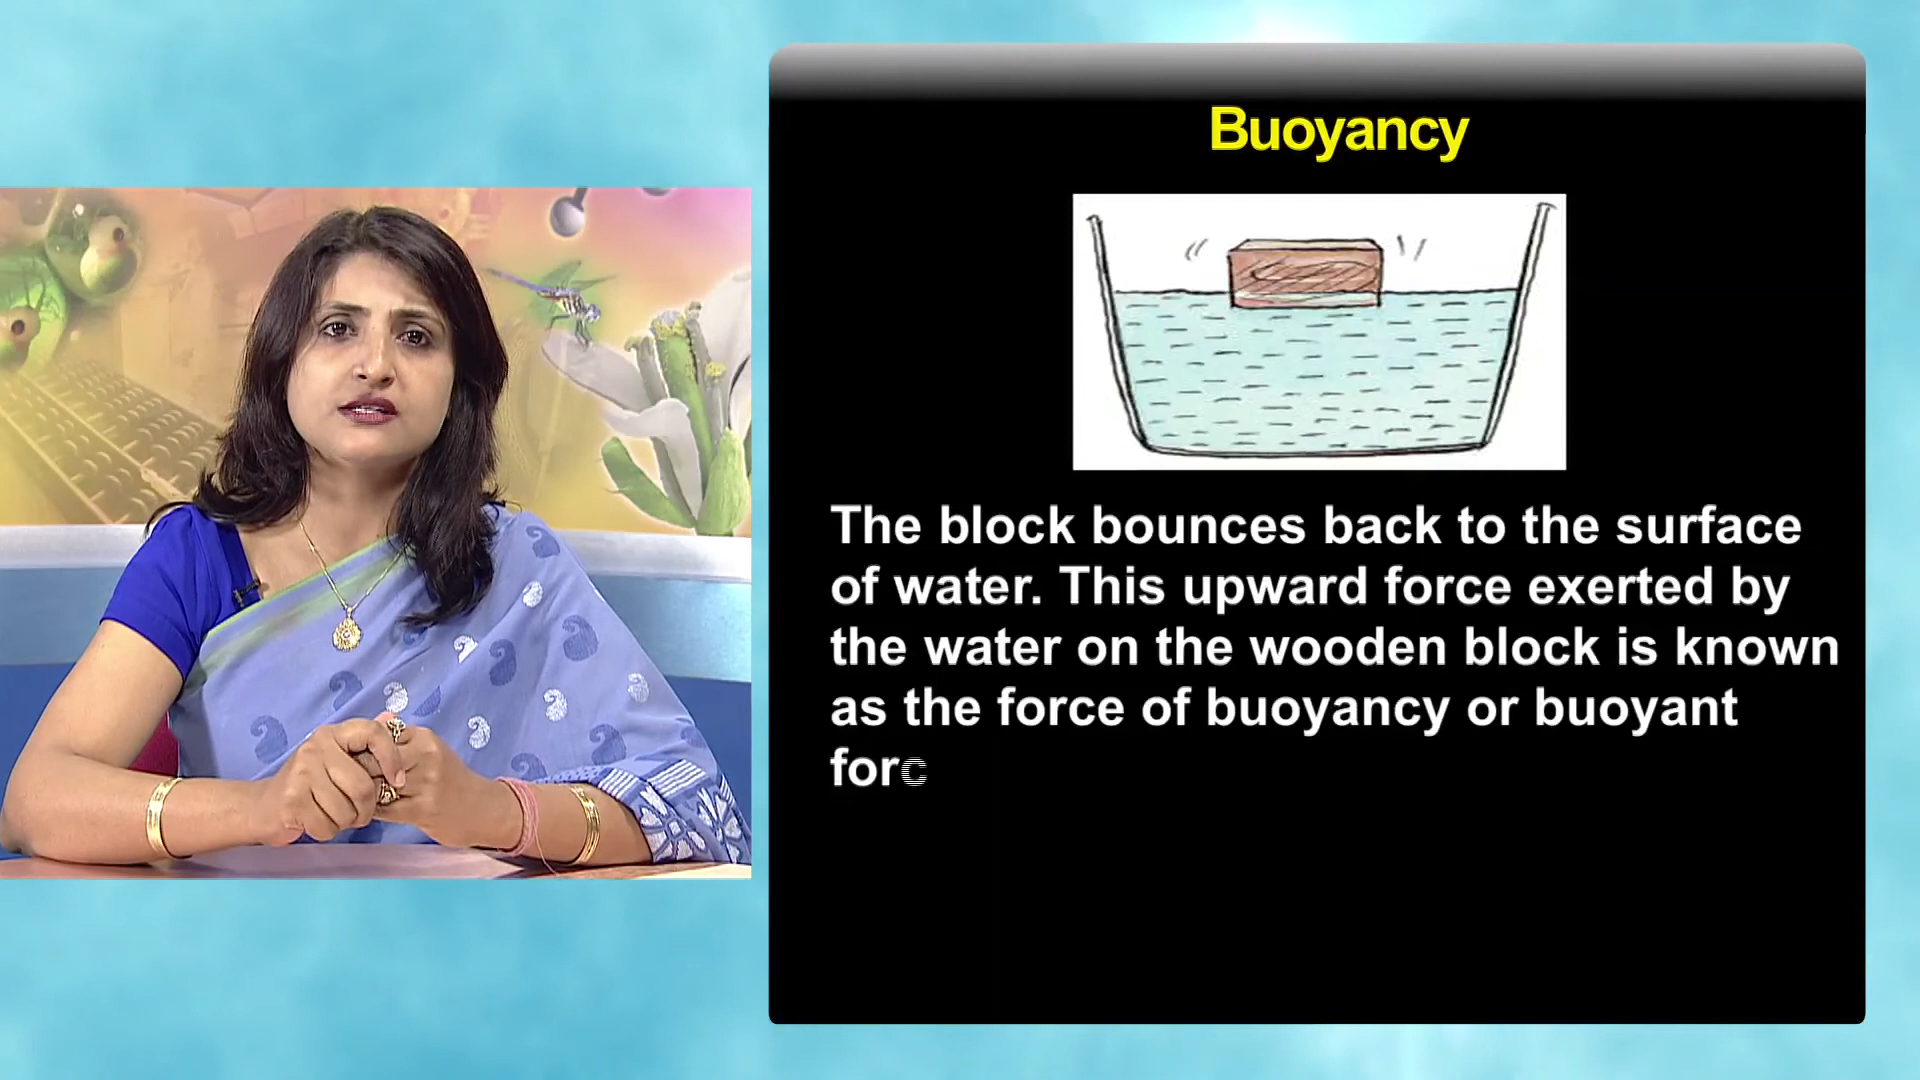 Buoyancy
The block bounces back to the surface
of water. This upward force exerted by
the water on the wooden block is known
as the force of buoyancy or buoyant
forc